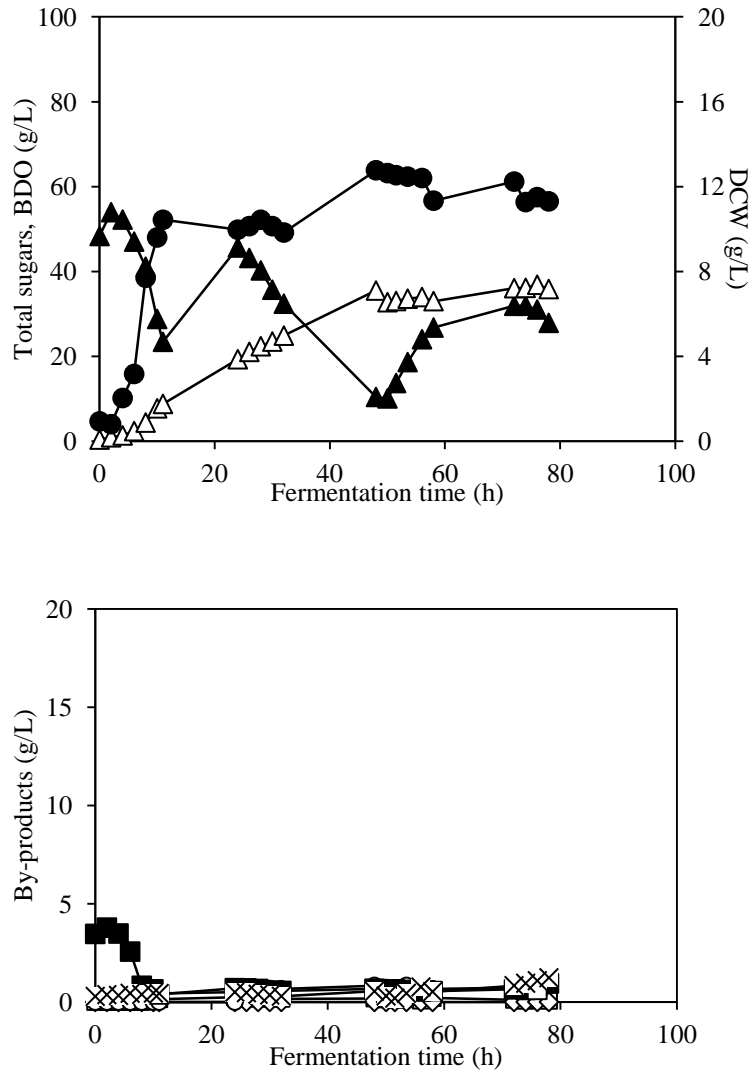 100
80
60
40
20
0
Total sugars, BDO (g/L)
20
16
12
8
4
0
DCW (g/L)
0 20 40 60 80 100
Fermentation time (h)
20
15
10
5
0
By-products (g/L)
0 20 40 60 80 100
Fermentation time (h)